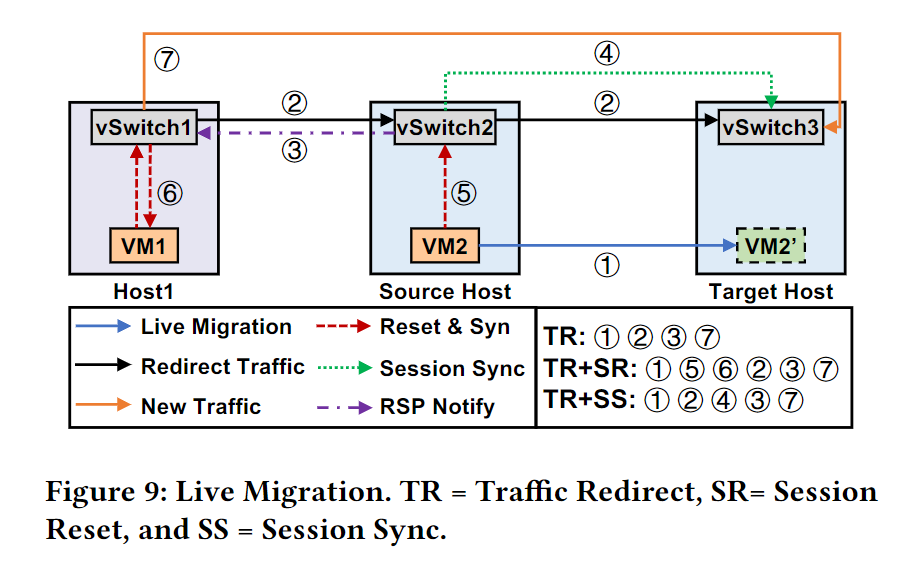 ⑦
④
②
②
vSwitch1
vSwitch2
vSwitch3
③
⑥
⑤
VM1
VM2
VM2’
①
Host1
Source Host
Target Host
Live Migration
Reset & Syn
Redirect Traffic
Session Sync
New Traffic
RSP Notify
TR: ① ② ③ ⑦
TR+SR: ① ⑤ ⑥ ② ③ ⑦
TR+SS: ① ② ④ ③ ⑦
Figure 9: Live Migration. TR = Traffic Redirect, SR= Session
Reset, and SS = Session Sync.